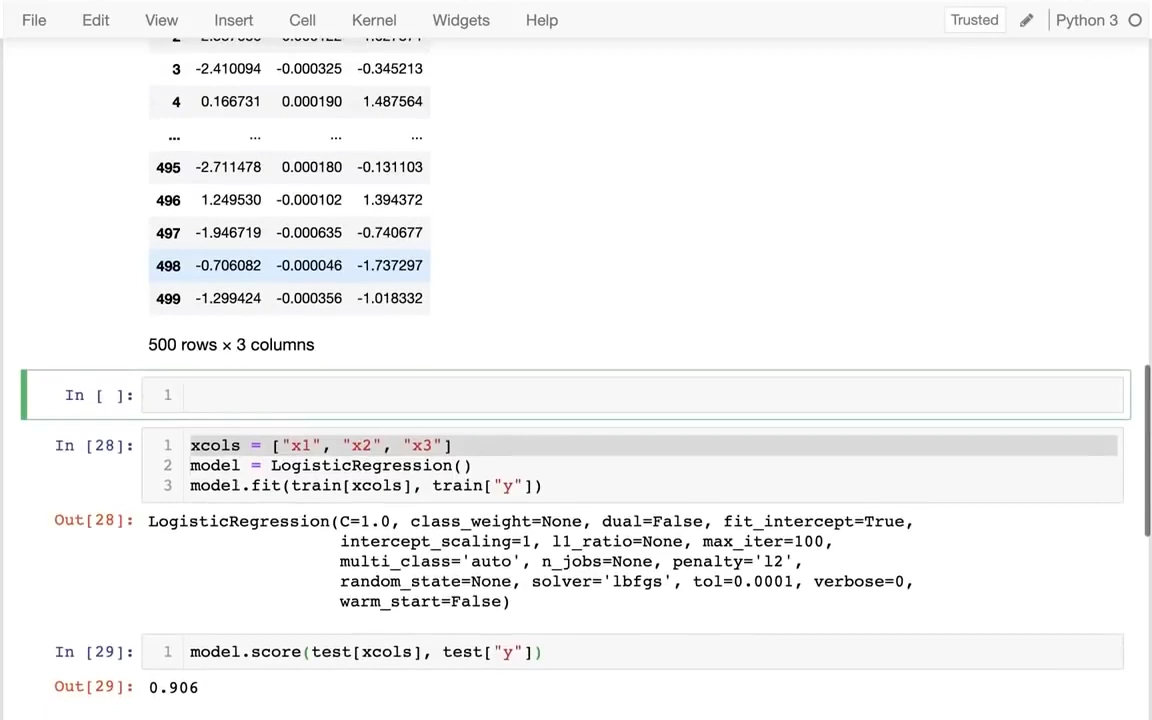 File Edit View Insert Cell Kernel Widgets Help Trusted Python 3
3 -2.410094 -0.000325 -0.345213
4 0.166731 0.000190 1.487564
... ... ... ...
495 -2.711478 0.000180 -0.131103
496 1.249530 -0.000102 1.394372
497 -1.946719 -0.000635 -0.740677
498 -0.706082 -0.000046 -1.737297
499 -1.299424 -0.000356 -1.018332
500 rows × 3 columns
In [ ]: 1
In [28]: 1 xcols = ["x1", "x2", "x3"]
2 model = LogisticRegression()
3 model.fit(train[xcols], train["y"])
Out[28]: LogisticRegression(C=1.0, class_weight=None, dual=False, fit_intercept=True,
intercept_scaling=1, l1_ratio=None, max_iter=100,
multi_class='auto', n_jobs=None, penalty='l2',
random_state=None, solver='lbfgs', tol=0.0001, verbose=0,
warm_start=False)
In [29]: 1 model.score(test[xcols], test["y"])
Out[29]: 0.906